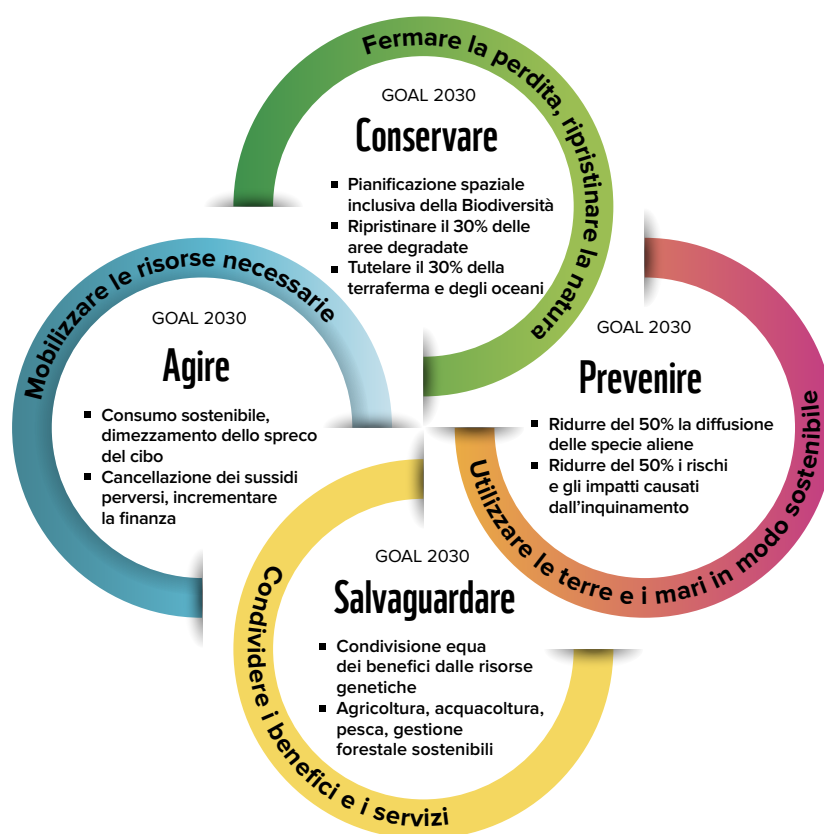 Fermare la perdita, ripristinare la natura
GOAL 2030
Conservare
▪ Pianificazione spaziale
inclusiva della Biodiversità
▪ Ripristinare il 30% delle
aree degradate
▪ Tutelare il 30% della
terraferma e degli oceani
Mobilizzare le risorse necessarie
GOAL 2030
Agire
▪ Consumo sostenibile,
dimezzamento dello spreco
del cibo
▪ Cancellazione dei sussidi
perversi, incrementare
la finanza
GOAL 2030
Prevenire
▪ Ridurre del 50% la diffusione
delle specie aliene
▪ Ridurre del 50% i rischi
e gli impatti causati
dall’inquinamento
Utilizzare le terre e i mari in modo sostenibile
GOAL 2030
Salvaguardare
▪ Condivisione equa
dei benefici dalle risorse
genetiche
▪ Agricoltura, acquacoltura,
pesca, gestione
forestale sostenibili
Condividere i benefici e i servizi